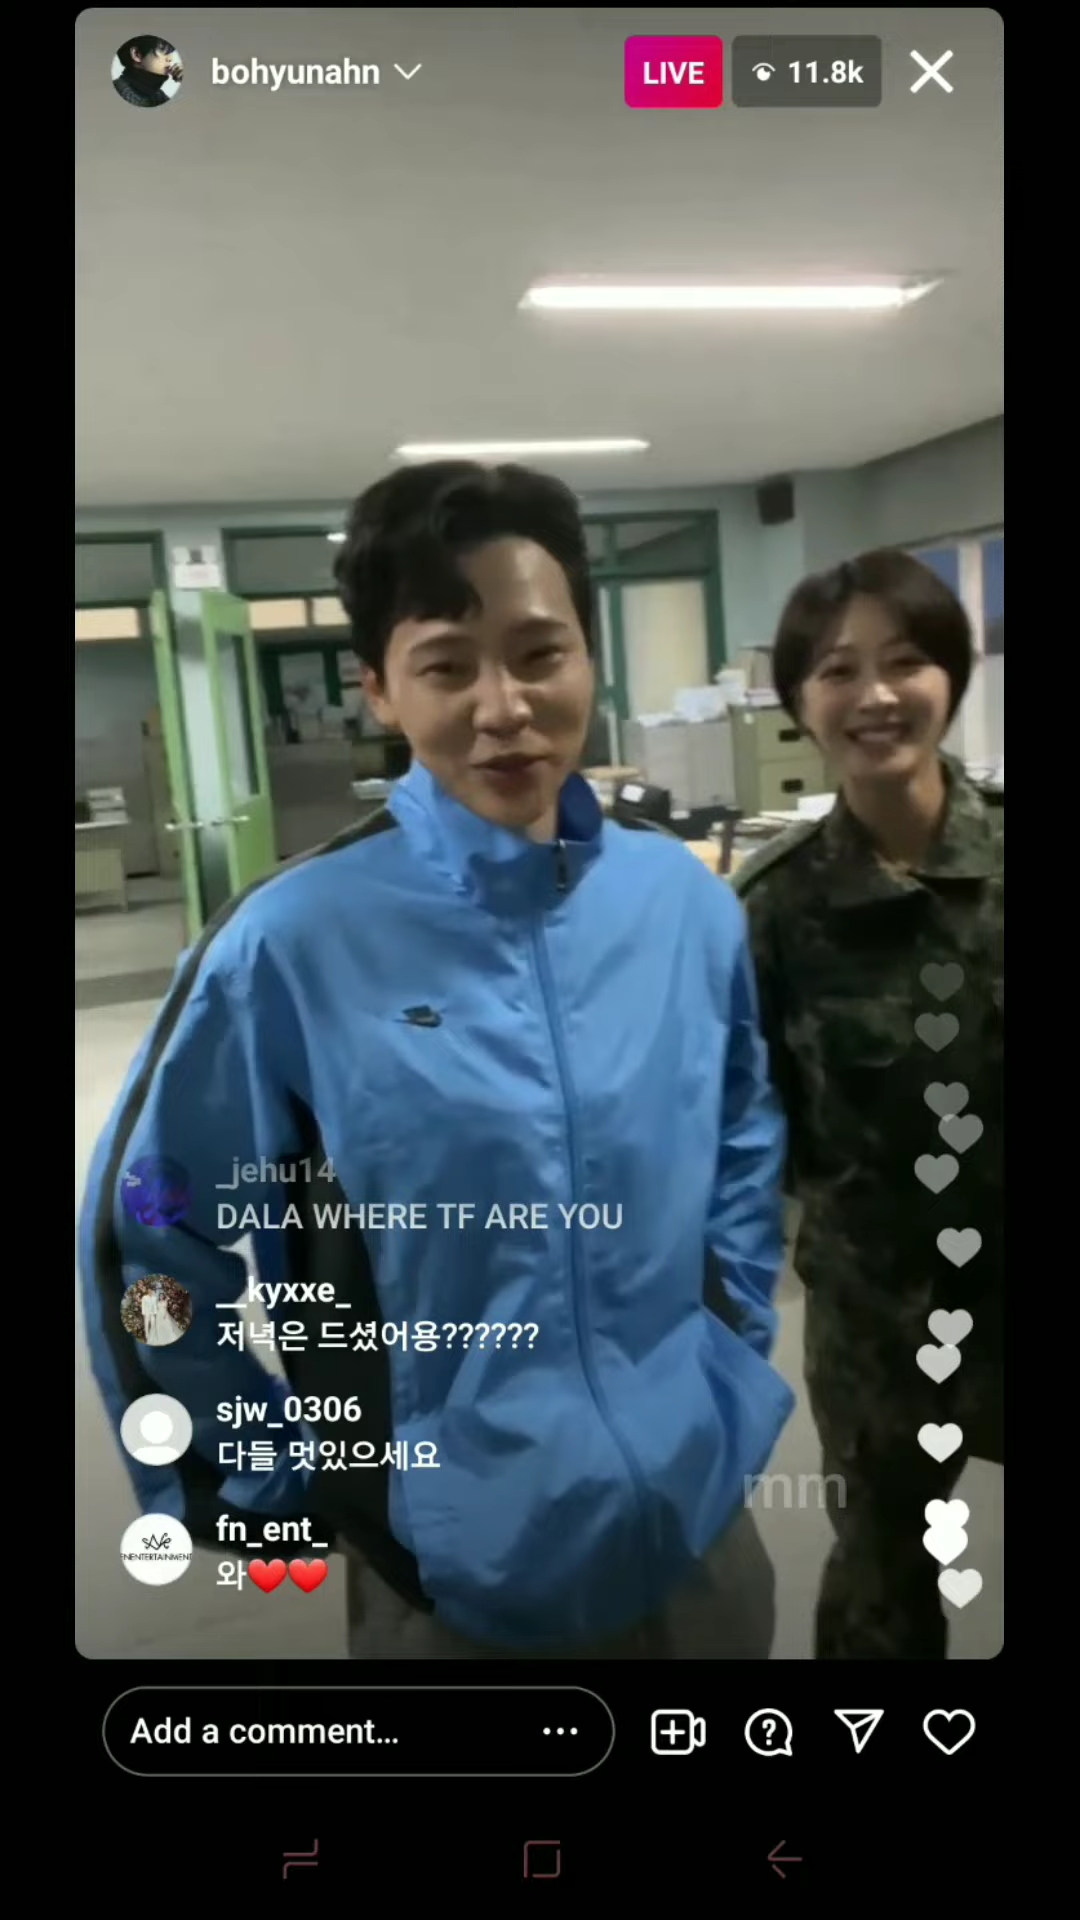 bohyunahn
LIVE
11.8k
_jehu14
DALA WHERE TF ARE YOU
__kyxxe_
저녁은 드셨어용??????
sjw_0306
다들 멋있으세요
fn_ent_
와❤️❤️
NENTERTAINMENT
mm
Add a comment...